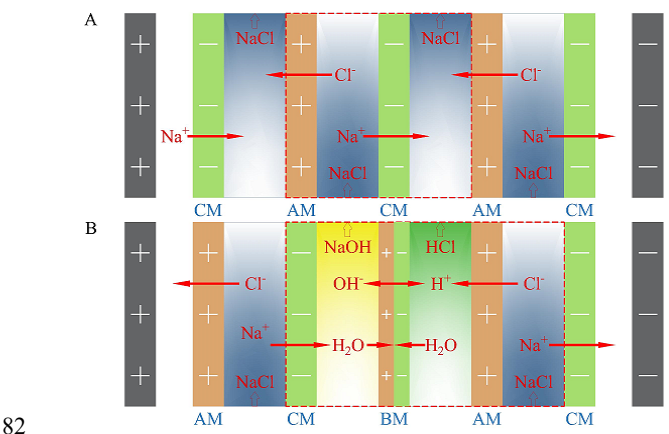 A
NaCl NaCl
+ − + − + − +
Cl⁻ Cl⁻
+ − + − + − +
Na⁺ Na⁺ Na⁺
NaCl NaCl
+ − + − + − +
CM AM CM AM CM
B
NaOH HCl
+ + − + − + − +
Cl⁻ OH⁻ H⁺ Cl⁻
+ + − + − + − +
Na⁺ H₂O H₂O Na⁺
NaCl NaCl
+ + − + − + − +
AM CM BM AM CM
82